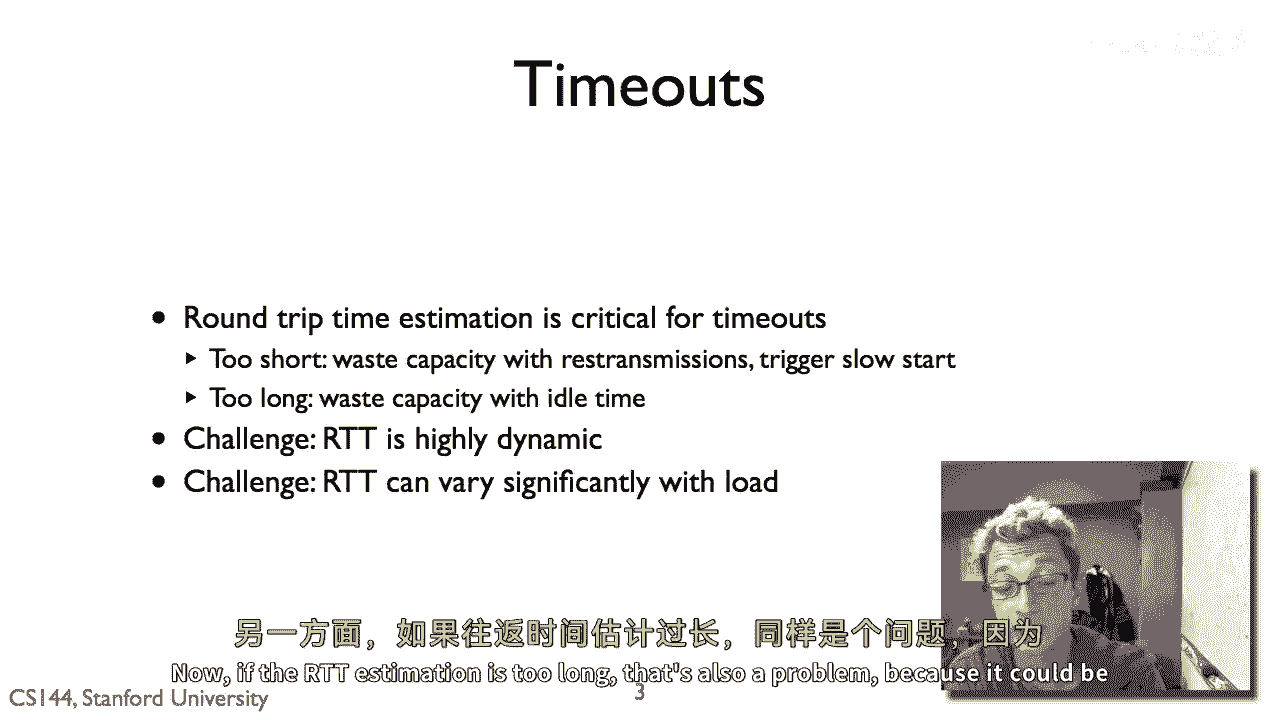 Timeouts
• Round trip time estimation is critical for timeouts
▸ Too short: waste capacity with restransmissions, trigger slow start
▸ Too long: waste capacity with idle time
• Challenge: RTT is highly dynamic
• Challenge: RTT can vary significantly with load
另一方面，如果往返时间估计过长，同样是个问题，因为
Now, if the RTT estimation is too long, that's also a problem, because it could be
CS144, Stanford University
3